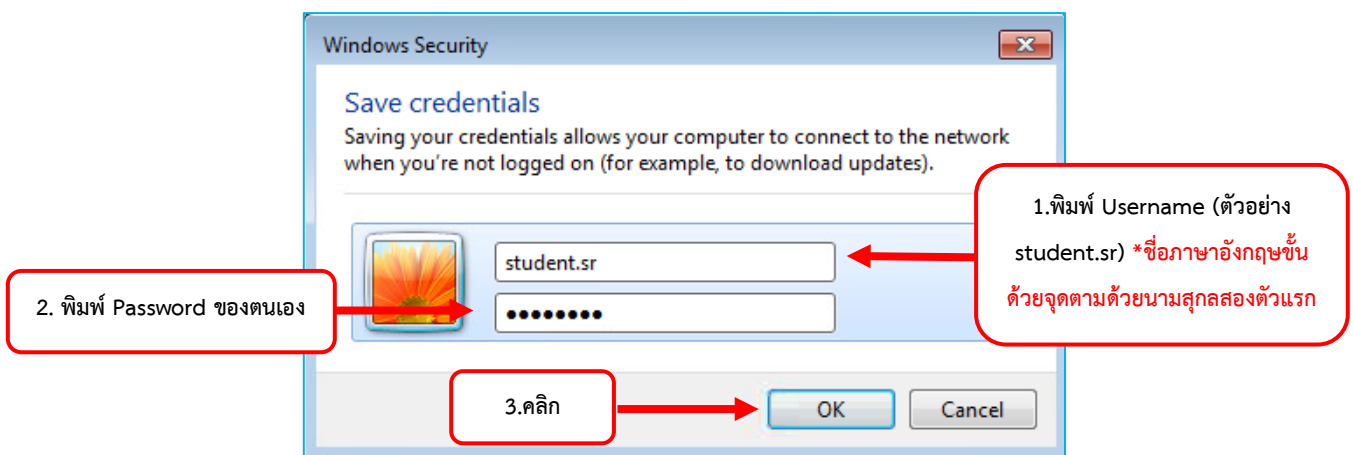 Windows Security
Save credentials
Saving your credentials allows your computer to connect to the network
when you're not logged on (for example, to download updates).
1.พิมพ์ Username (ตัวอย่าง
student.sr) *ชื่อภาษาอังกฤษขั้น
ด้วยจุดตามด้วยนามสุกลสองตัวแรก
student.sr
2. พิมพ์ Password ของตนเอง
●●●●●●●●
3.คลิก
OK
Cancel